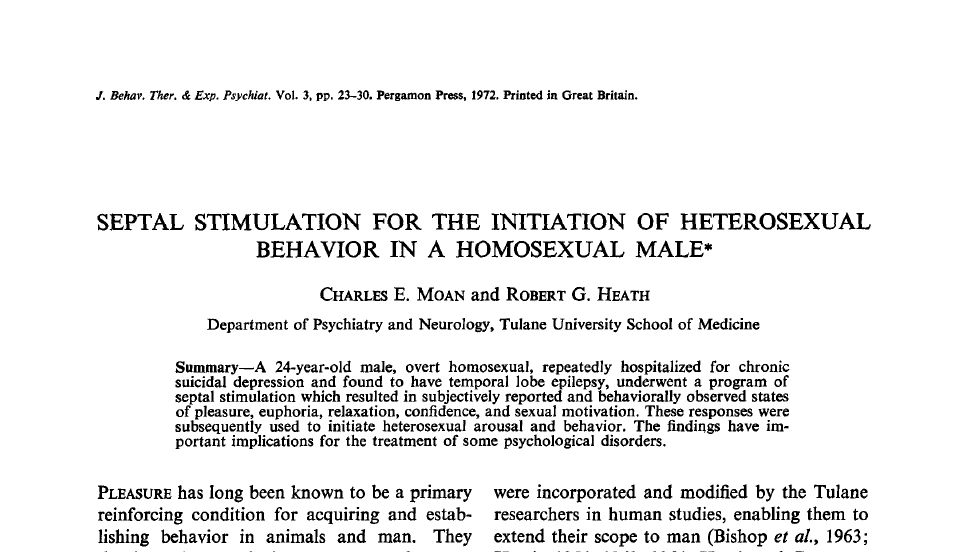 J. Behav. Ther. & Exp. Psychiat. Vol. 3, pp. 23–30. Pergamon Press, 1972. Printed in Great Britain.
SEPTAL STIMULATION FOR THE INITIATION OF HETEROSEXUAL
BEHAVIOR IN A HOMOSEXUAL MALE*
CHARLES E. MOAN and ROBERT G. HEATH
Department of Psychiatry and Neurology, Tulane University School of Medicine
Summary—A 24-year-old male, overt homosexual, repeatedly hospitalized for chronic
suicidal depression and found to have temporal lobe epilepsy, underwent a program of
septal stimulation which resulted in subjectively reported and behaviorally observed states
of pleasure, euphoria, relaxation, confidence, and sexual motivation. These responses were
subsequently used to initiate heterosexual arousal and behavior. The findings have im-
portant implications for the treatment of some psychological disorders.
PLEASURE has long been known to be a primary
reinforcing condition for acquiring and estab-
lishing behavior in animals and man. They
were incorporated and modified by the Tulane
researchers in human studies, enabling them to
extend their scope to man (Bishop et al., 1963;